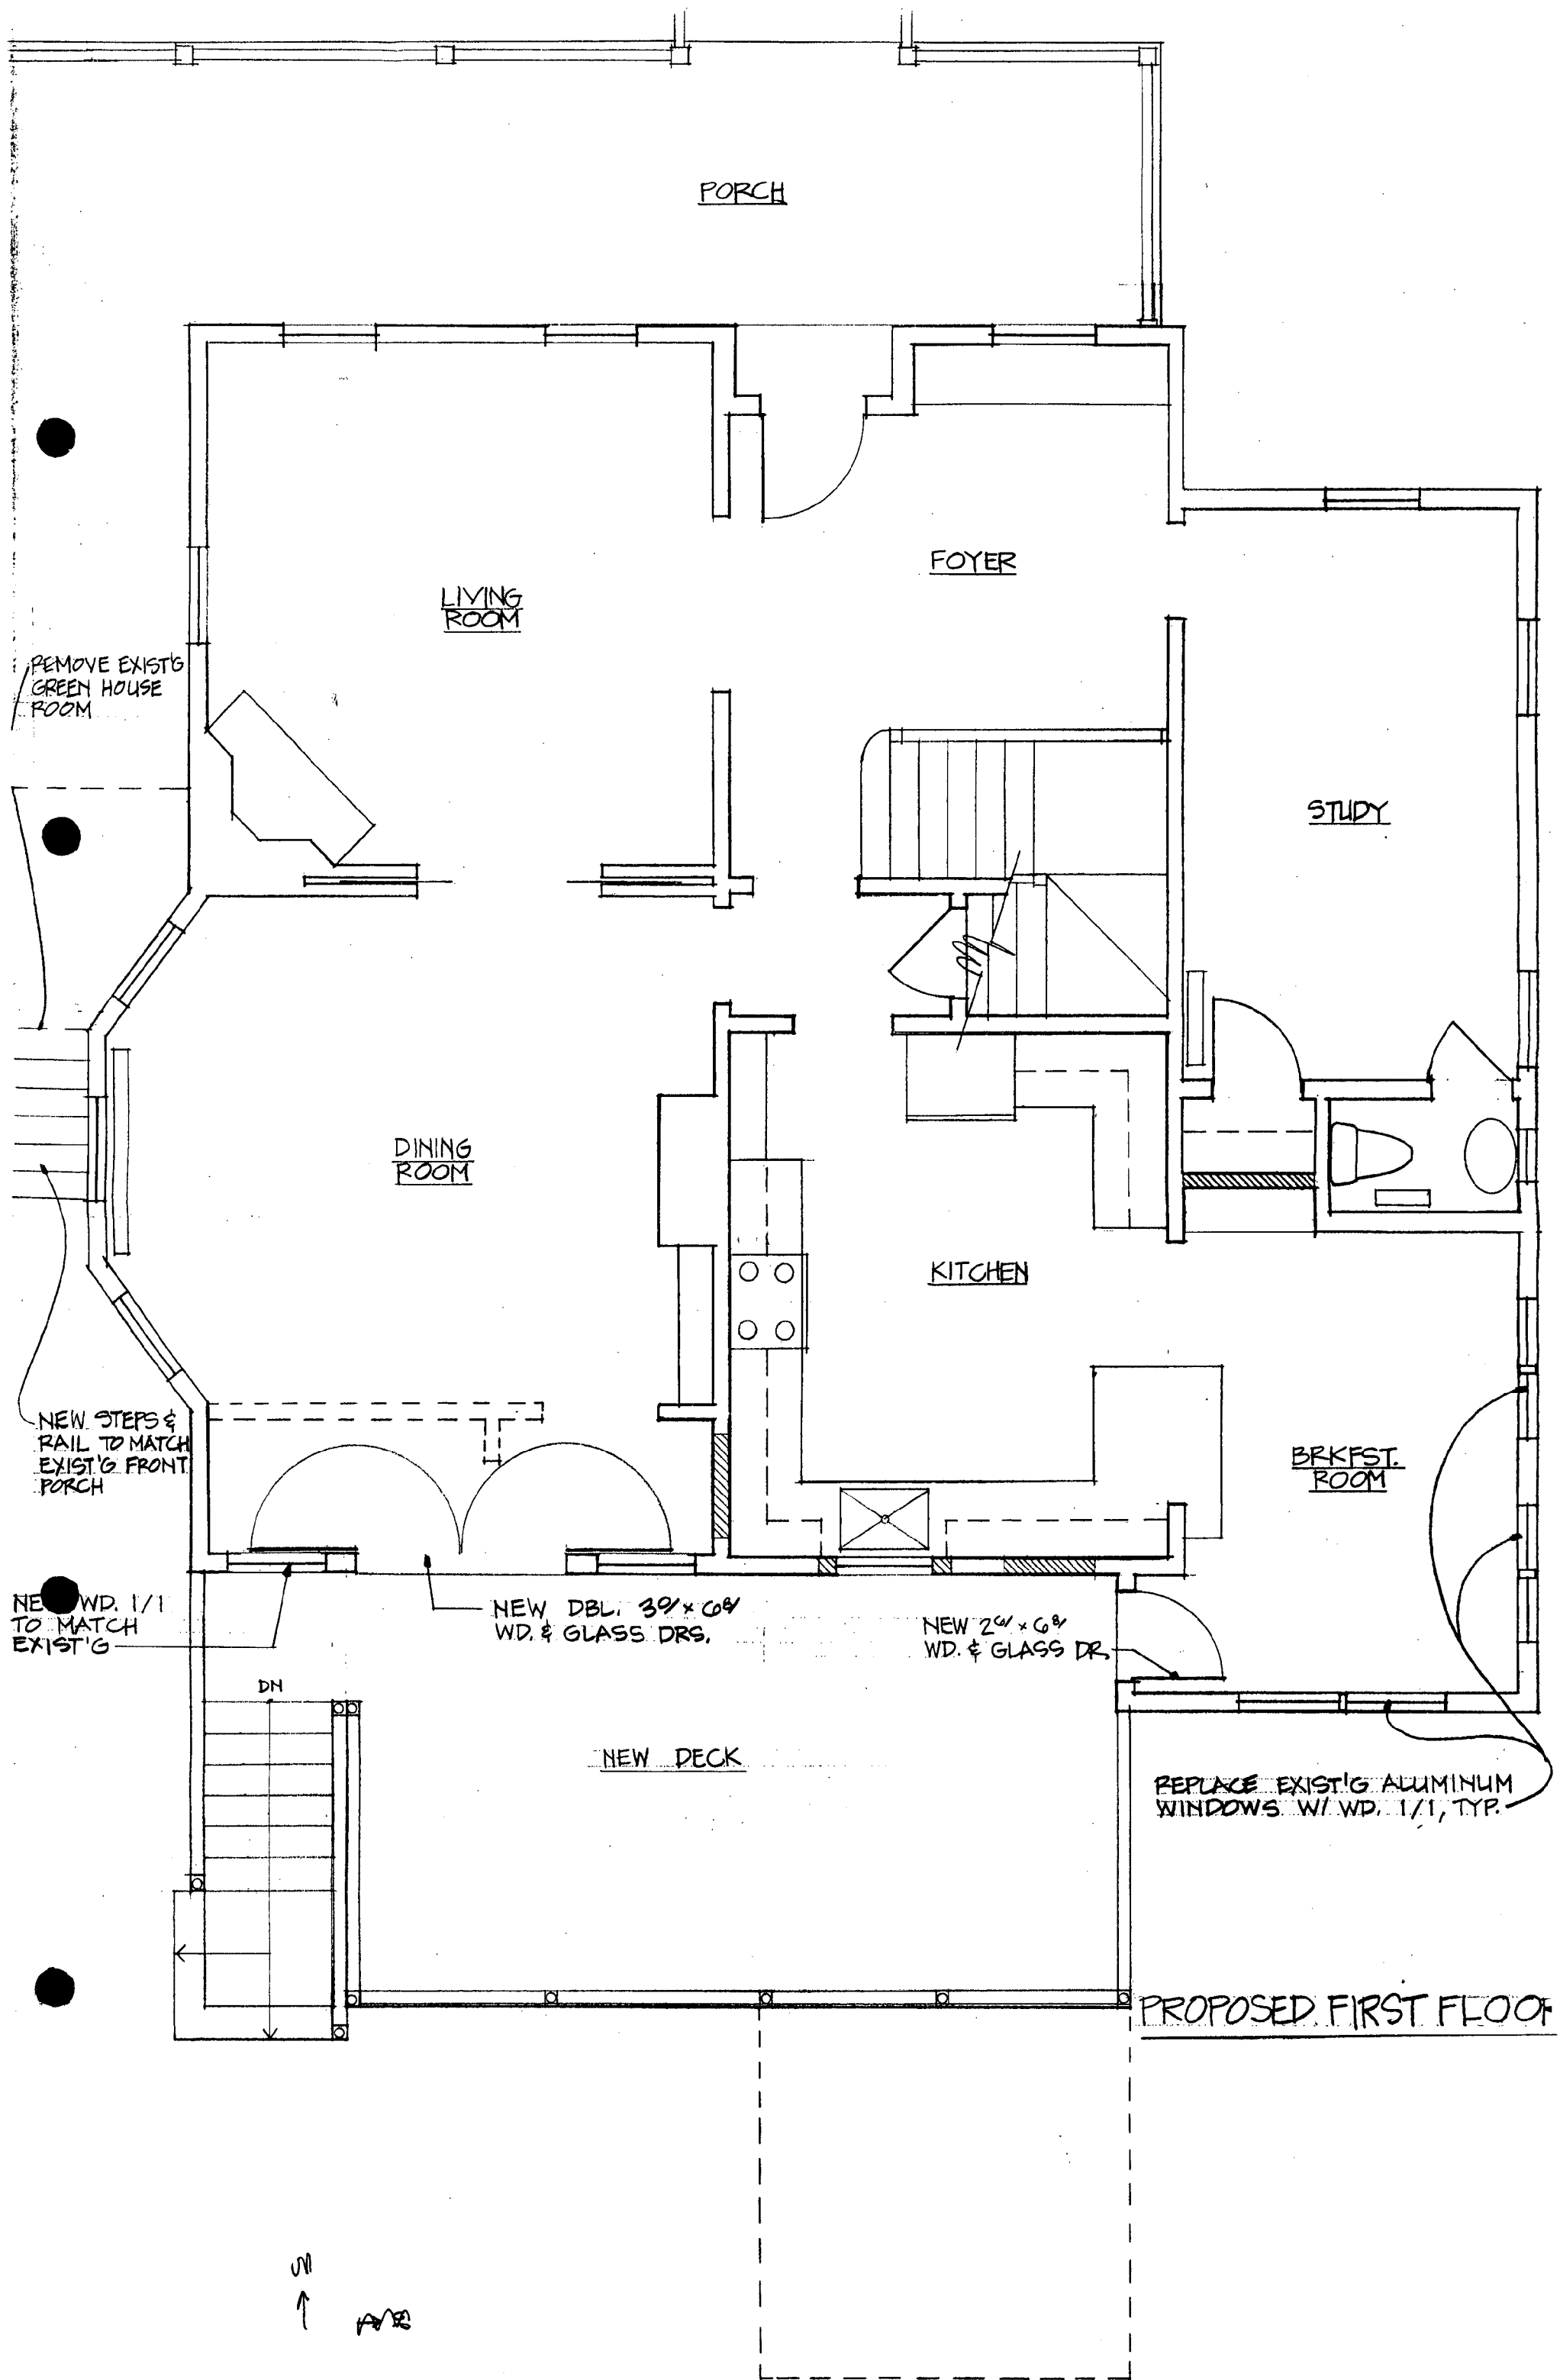 PORCH
FOYER
LIVING
ROOM
REMOVE EXIST'G
GREEN HOUSE
ROOM
STUDY
DINING
ROOM
KITCHEN
NEW STEPS &
RAIL TO MATCH
EXIST'G FRONT
PORCH
BRKFST.
ROOM
WD. 1/1
TO MATCH
EXIST'G
NEW DBL. 3⁰/ x 6⁸/
WD. & GLASS DRS.
NEW 2⁶/ x 6⁸/
WD. & GLASS DR.
DN
NEW DECK
REPLACE EXIST'G ALUMINUM
WINDOWS W/ WD. 1/1, TYP.
PROPOSED FIRST FLOOR